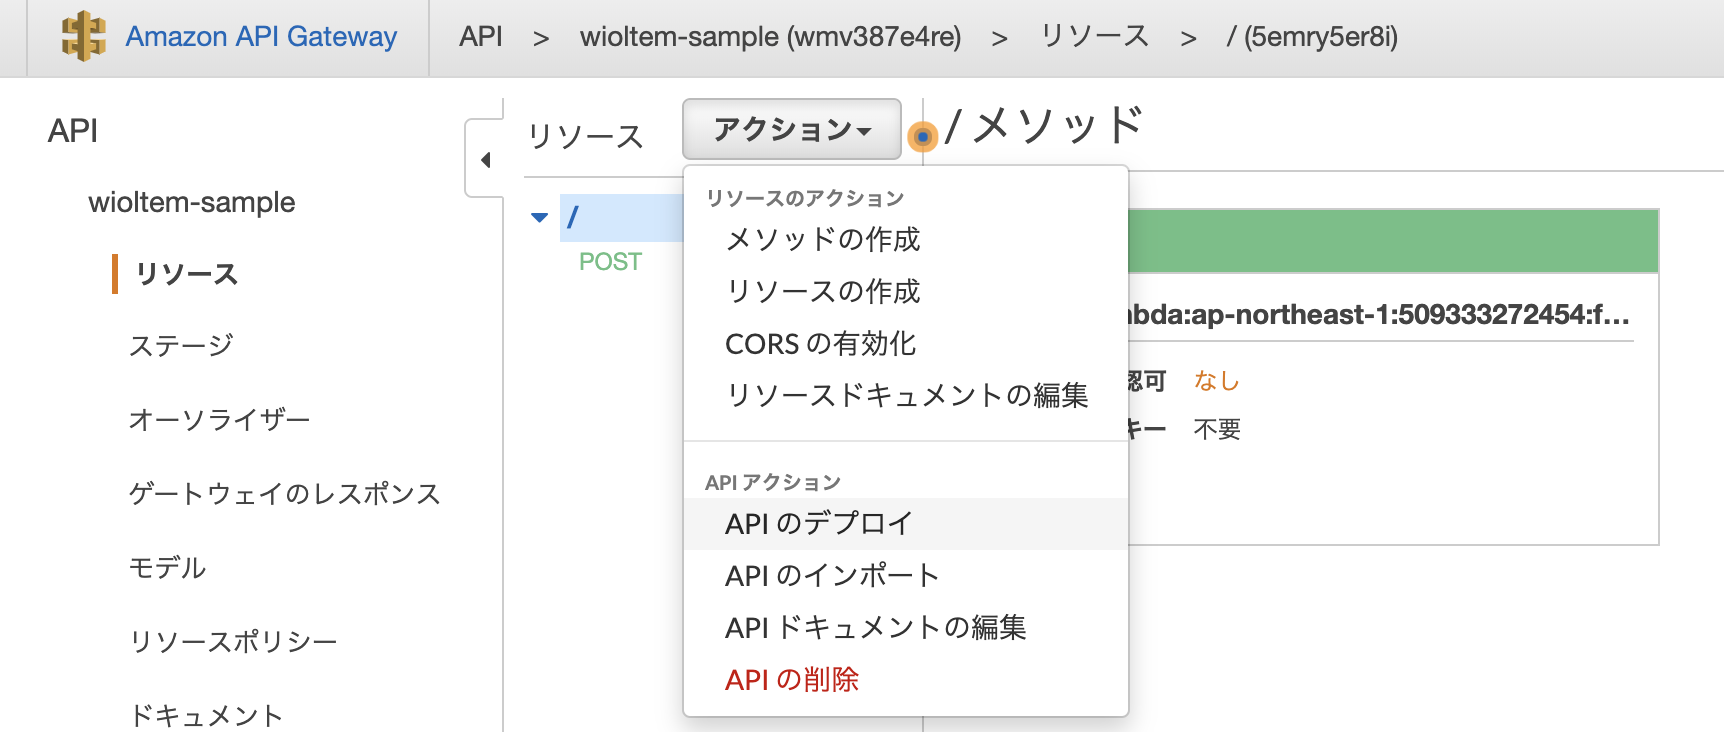 Amazon API Gateway API > wioltem-sample (wmv387e4re) > リソース > / (5emry5er8i)
API
wioltem-sample
リソース
ステージ
オーソライザー
ゲートウェイのレスポンス
モデル
リソースポリシー
ドキュメント
リソース アクション
/
POST
リソースのアクション
メソッドの作成
リソースの作成
CORS の有効化
リソースドキュメントの編集
API アクション
API のデプロイ
API のインポート
API ドキュメントの編集
API の削除
/ メソッド
bda:ap-northeast-1:509333272454:f...
認可 なし
キー 不要